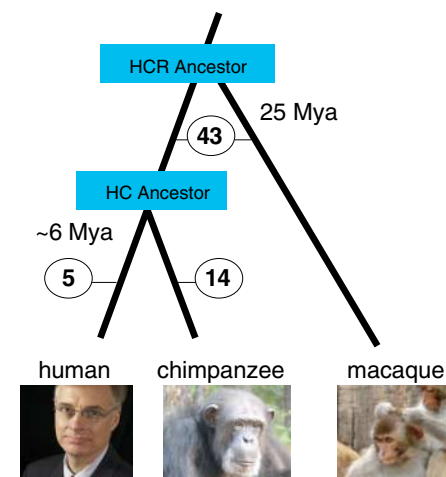 HCR Ancestor
25 Mya
43
HC Ancestor
~6 Mya
5
14
human
chimpanzee
macaque